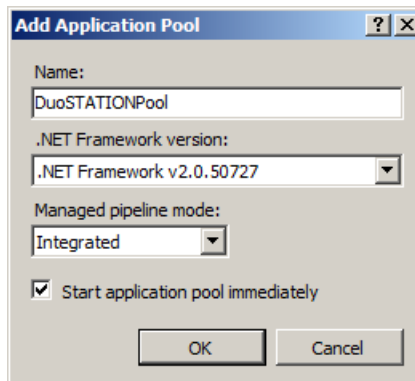 Add Application Pool
Name:
DuoSTATIONPool
.NET Framework version:
.NET Framework v2.0.50727
Managed pipeline mode:
Integrated
Start application pool immediately
OK Cancel